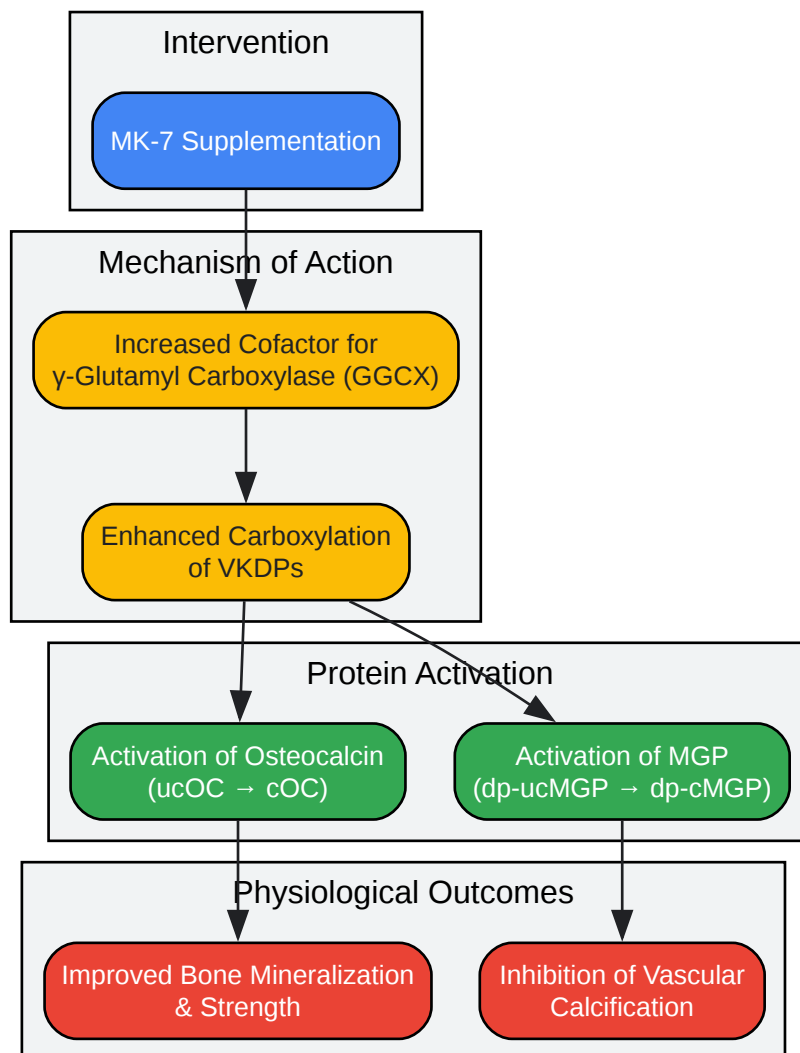 Intervention
MK-7 Supplementation
Mechanism of Action
Increased Cofactor for
γ-Glutamyl Carboxylase (GGCX)
Enhanced Carboxylation
of VKDPs
Protein Activation
Activation of Osteocalcin
(ucOC → cOC)
Activation of MGP
(dp-ucMGP → dp-cMGP)
Physiological Outcomes
Improved Bone Mineralization
& Strength
Inhibition of Vascular
Calcification